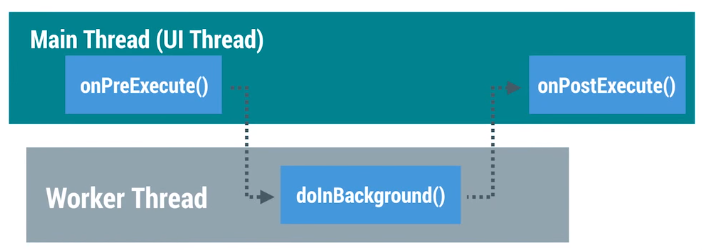 Main Thread (UI Thread)
onPreExecute()
onPostExecute()
Worker Thread
doInBackground()